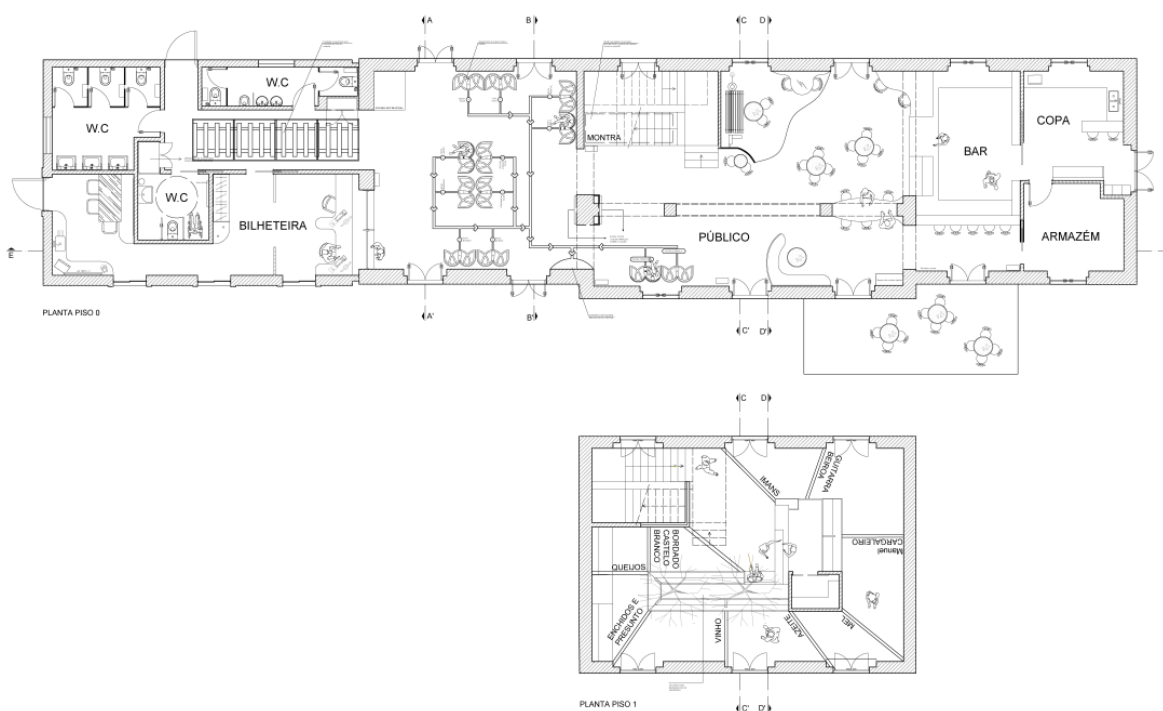 A
B
C
D
W.C
W.C
MONTRA
COPA
BAR
W.C
BILHETEIRA
PÚBLICO
ARMAZÉM
PLANTA PISO 0
A'
B'
C'
D'
C
D
IMANS
GUITARRA
BEIROA
BORDADO
CASTELO
BRANCO
Manuel
CARGALEIRO
QUEIJOS
ENCHIDOS E
PRESUNTO
VINHO
AZEITE
MEL
PLANTA PISO 1
C'
D'